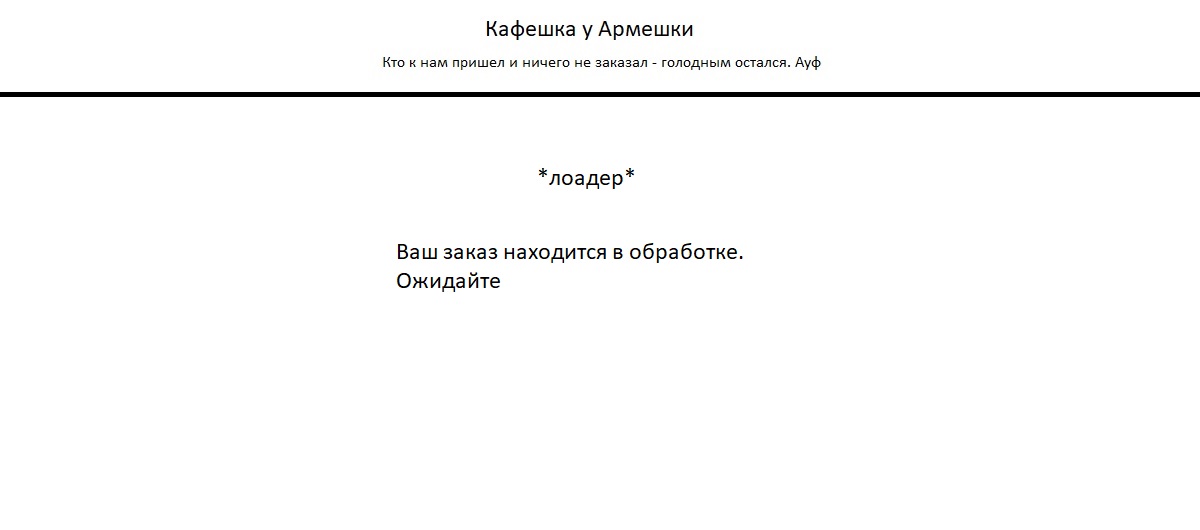 Кафешка у Армешки
Кто к нам пришел и ничего не заказал - голодным остался. Ауф
*лоадер*
Ваш заказ находится в обработке.
Ожидайте